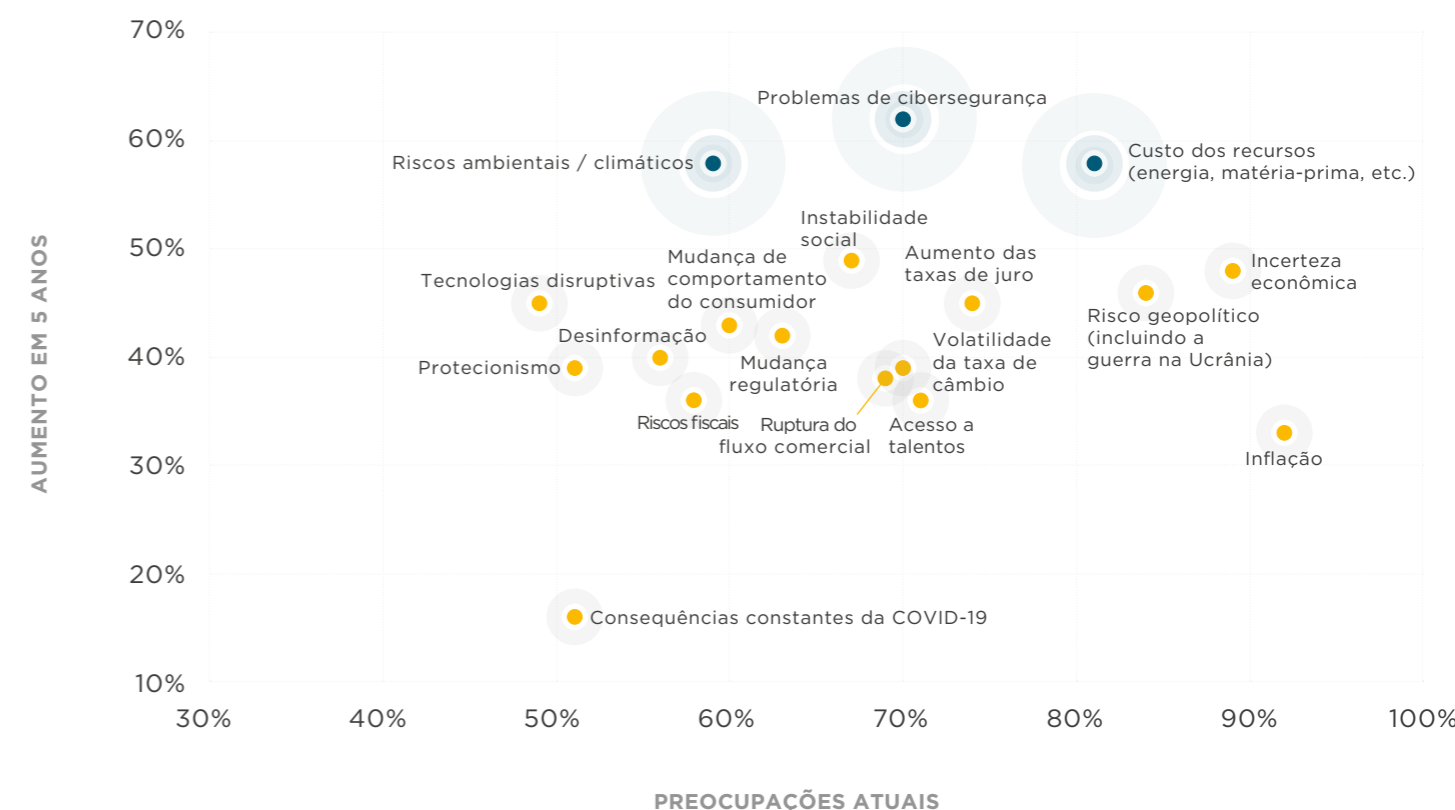 70%
60%
50%
40%
30%
20%
10%
AUMENTO EM 5 ANOS
Problemas de cibersegurança
Riscos ambientais / climáticos
Custo dos recursos
(energia, matéria-prima, etc.)
Instabilidade
social
Mudança de
comportamento
do consumidor
Aumento das
taxas de juro
Incerteza
econômica
Tecnologias disruptivas
Risco geopolítico
(incluindo a
guerra na Ucrânia)
Desinformação
Protecionismo
Mudança
regulatória
Volatilidade
da taxa de
câmbio
Riscos fiscais
Ruptura do
fluxo comercial
Acesso a
talentos
Inflação
Consequências constantes da COVID-19
30%
40%
50%
60%
70%
80%
90%
100%
PREOCUPAÇÕES ATUAIS